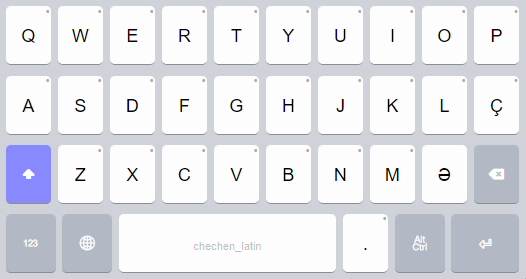 Q W E R T Y U I O P
A S D F G H J K L Ç
Z X C V B N M Ə
123 chechen_latin . Alt Ctrl